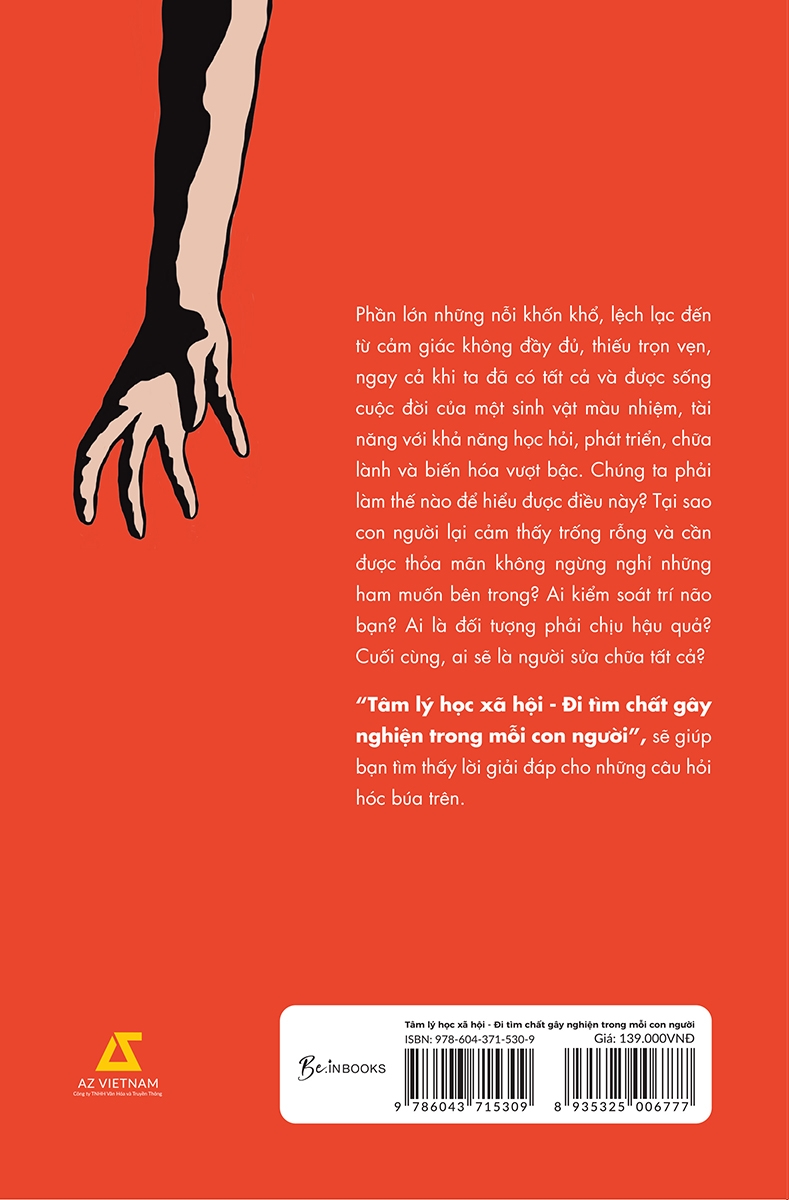 Phần lớn những nỗi khốn khổ, lệch lạc đến
từ cảm giác không đầy đủ, thiếu trọn vẹn,
ngay cả khi ta đã có tất cả và được sống
cuộc đời của một sinh vật màu nhiệm, tài
năng với khả năng học hỏi, phát triển, chữa
lành và biến hóa vượt bậc. Chúng ta phải
làm thế nào để hiểu được điều này? Tại sao
con người lại cảm thấy trống rỗng và cần
được thỏa mãn không ngừng nghỉ những
ham muốn bên trong? Ai kiểm soát trí não
bạn? Ai là đối tượng phải chịu hậu quả?
Cuối cùng, ai sẽ là người sửa chữa tất cả?
“Tâm lý học xã hội - Đi tìm chất gây
nghiện trong mỗi con người”, sẽ giúp
bạn tìm thấy lời giải đáp cho những câu hỏi
hóc búa trên.
AZ VIETNAM
Công ty TNHH Văn Hóa và Truyền Thông
Be.INBOOKS
Tâm lý học xã hội - Đi tìm chất gây nghiện trong mỗi con người
ISBN: 978-604-371-530-9
Giá: 139.000VNĐ
9 786043 715309
8 935325 006777